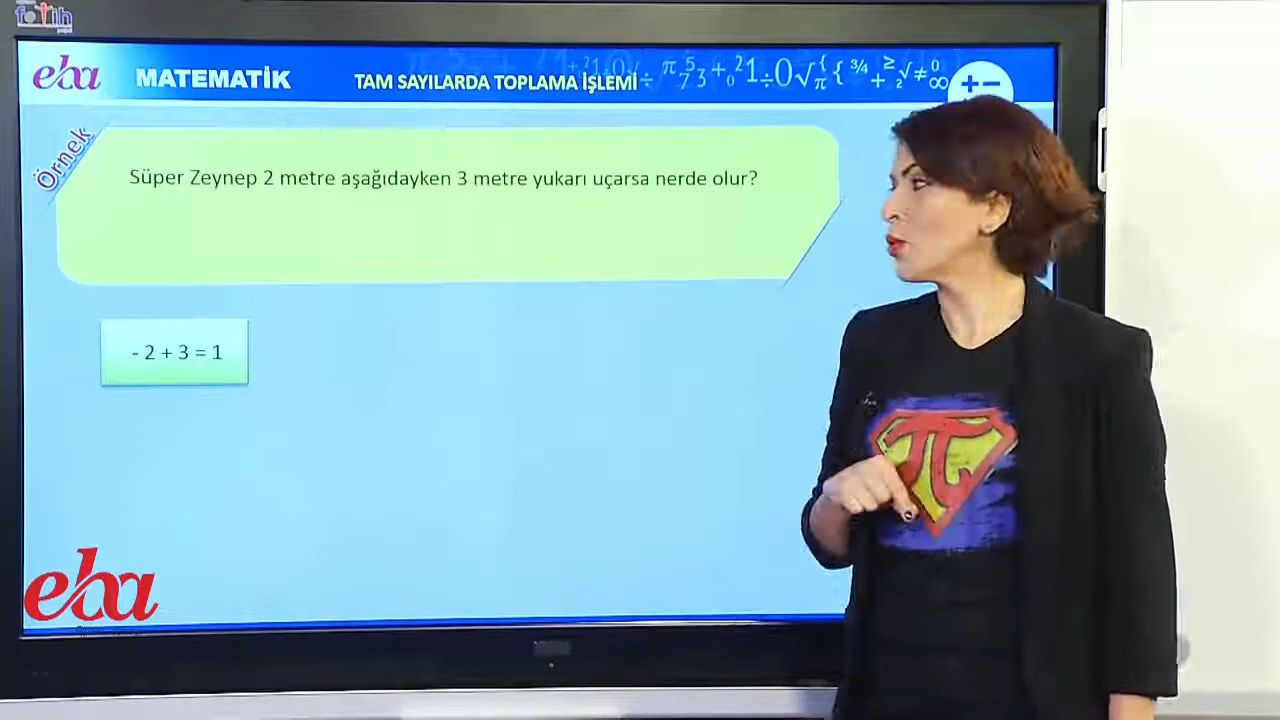 fatih
eba
MATEMATİK
TAM SAYILARDA TOPLAMA İŞLEMİ
Örnek
Süper Zeynep 2 metre aşağıdayken 3 metre yukarı uçarsa nerde olur?
- 2 + 3 = 1
eba